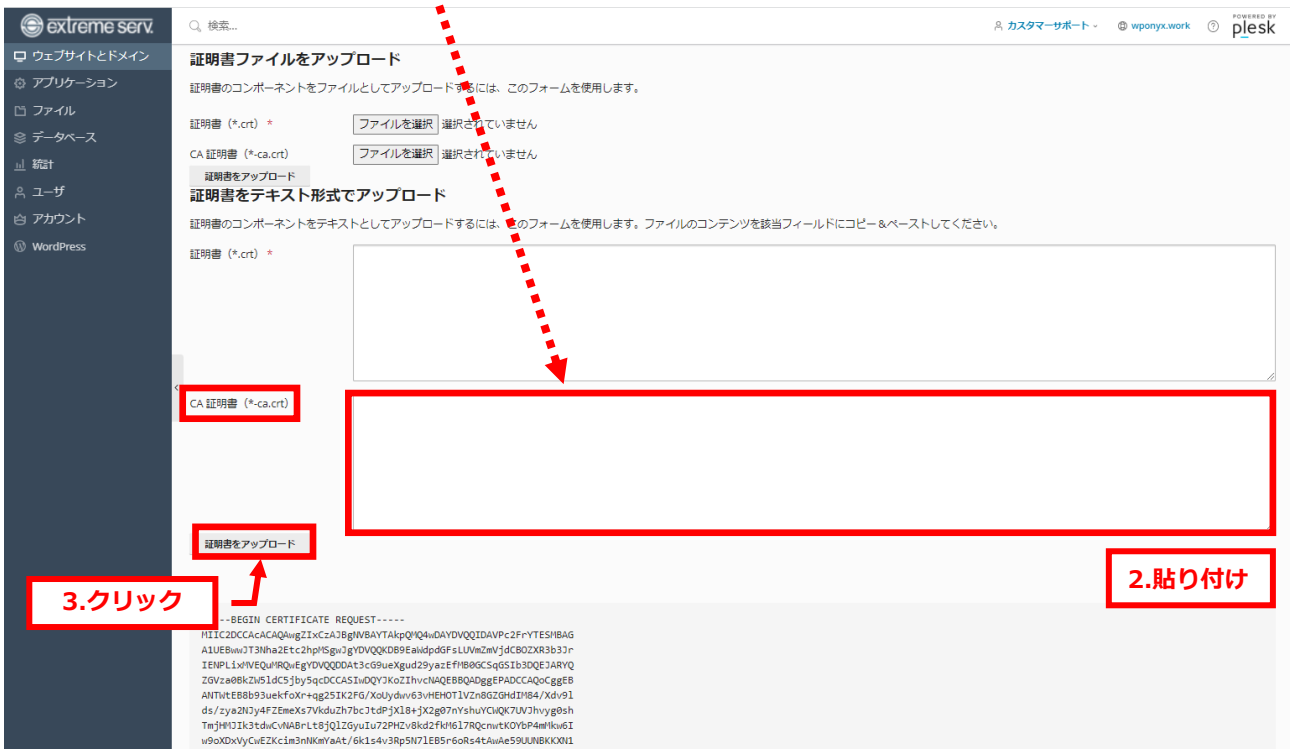 extreme serv.
検索...
カスタマーサポート
wponyx.work
POWERED BY
plesk
ウェブサイトとドメイン
アプリケーション
ファイル
データベース
統計
ユーザ
アカウント
WordPress
証明書ファイルをアップロード
証明書のコンポーネントをファイルとしてアップロードするには、このフォームを使用します。
証明書 (*.crt) *
ファイルを選択 選択されていません
CA 証明書 (*-ca.crt)
ファイルを選択 選択されていません
証明書をアップロード
証明書をテキスト形式でアップロード
証明書のコンポーネントをテキストとしてアップロードするには、このフォームを使用します。ファイルのコンテンツを該当フィールドにコピー&ペーストしてください。
証明書 (*.crt) *
CA 証明書 (*-ca.crt)
証明書をアップロード
2.貼り付け
3.クリック
--BEGIN CERTIFICATE REQUEST-----